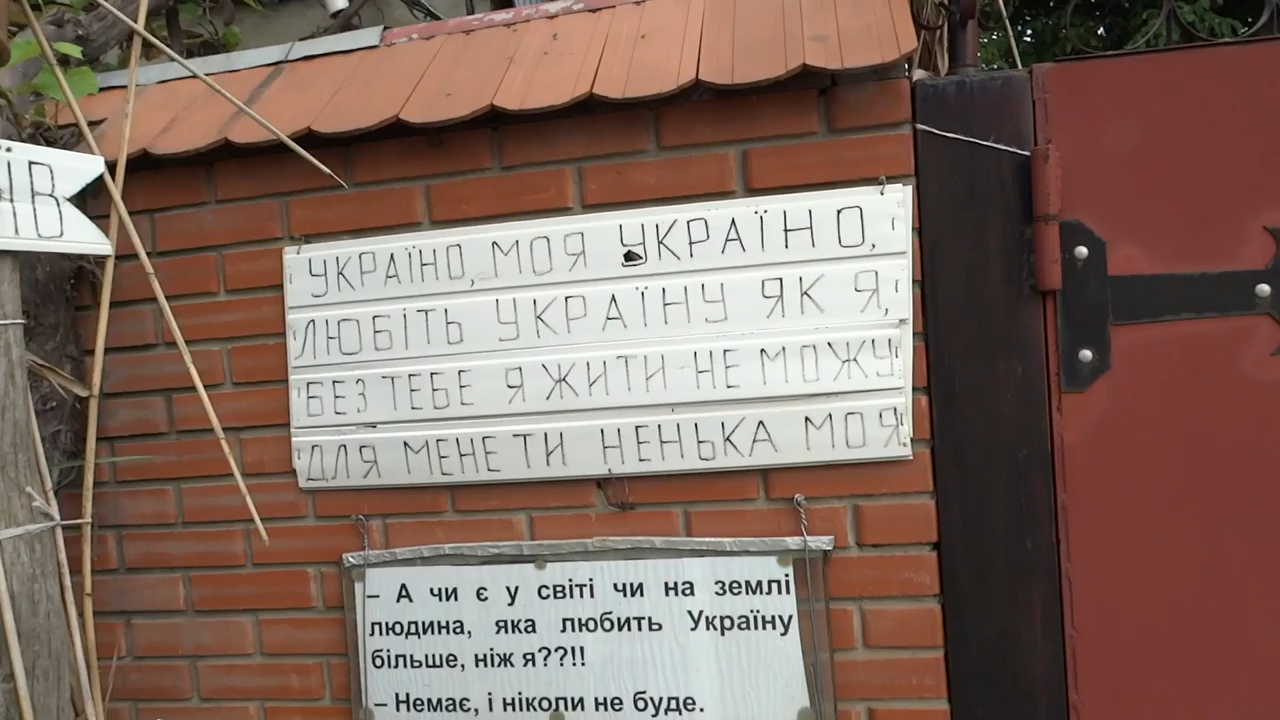 УКРАЇНО, МОЯ УКРАЇНО,
ЛЮБІТЬ УКРАЇНУ ЯК Я,
БЕЗ ТЕБЕ Я ЖИТИ НЕ МОЖУ
ДЛЯ МЕНЕ ТИ НЕНЬКА МОЯ
– А чи є у світі чи на землі
людина, яка любить Україну
більше, ніж я??!!
– Немає, і ніколи не буде.